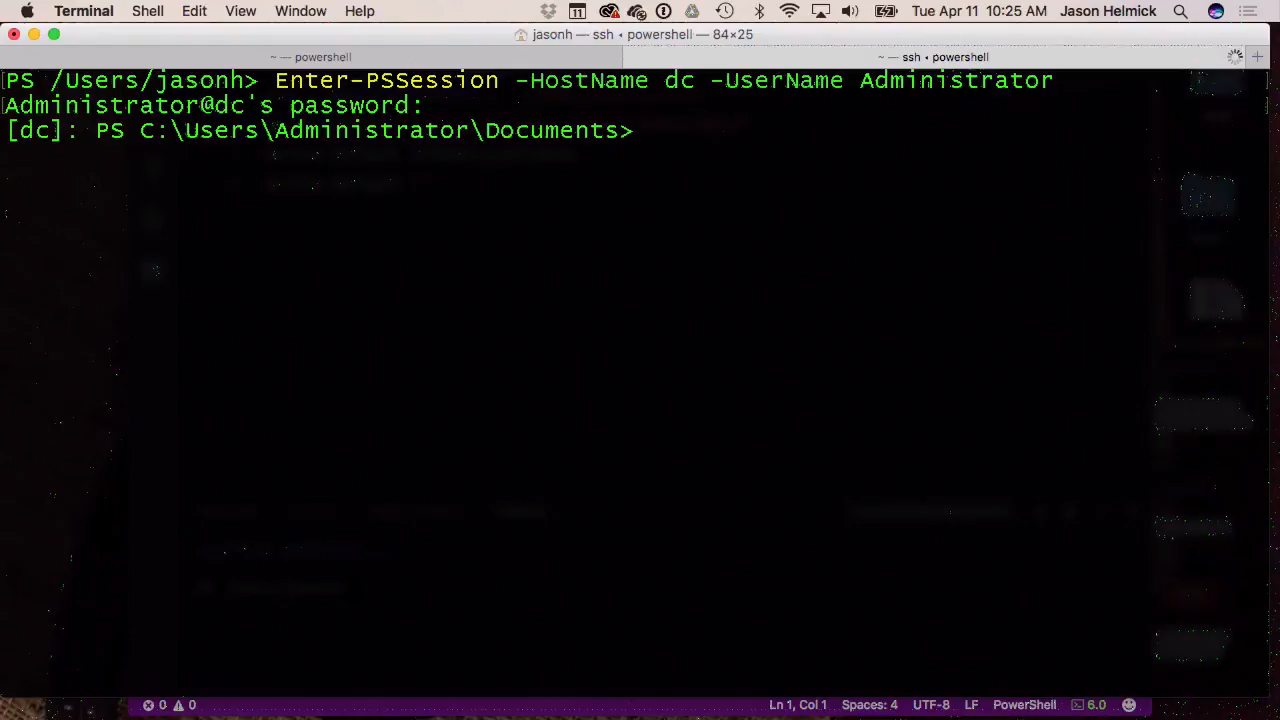 Terminal Shell Edit View Window Help 11 Tue Apr 11 10:25 AM Jason Helmick
jasonh — ssh ◂ powershell — 84×25
~ — powershell
~ — ssh ◂ powershell
PS /Users/jasonh> Enter-PSSession -HostName dc -UserName Administrator
Administrator@dc's password:
[dc]: PS C:\Users\Administrator\Documents>
0 0 Ln 1, Col 1 Spaces: 4 UTF-8 LF PowerShell 6.0